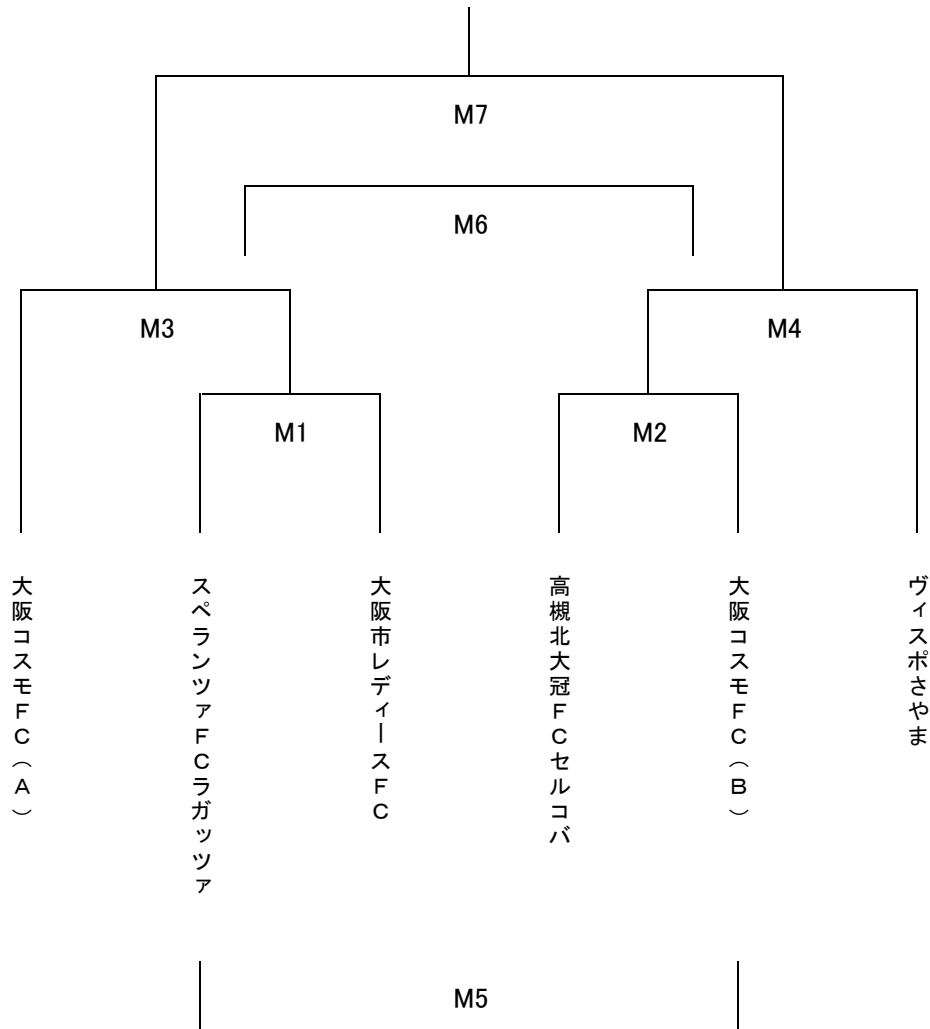 M7
M6
M3
M4
M1
M2
大阪コスモFC（A）
スペランツァFCラガッツァ
大阪市レディースFC
高槻北大冠FCセルコバ
大阪コスモFC（B）
ヴィスポさやま
M5